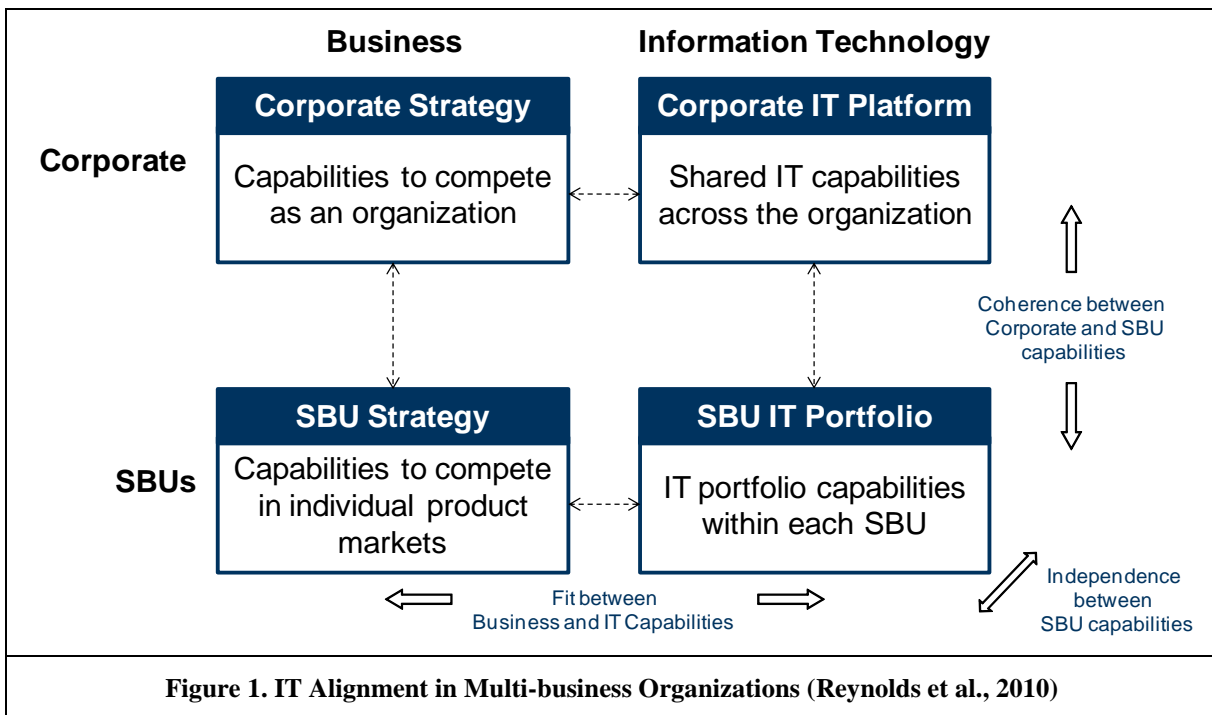 Business
Information Technology
Corporate
Corporate Strategy
Capabilities to compete
as an organization
Corporate IT Platform
Shared IT capabilities
across the organization
Coherence between
Corporate and SBU
capabilities
SBUs
SBU Strategy
Capabilities to compete
in individual product
markets
SBU IT Portfolio
IT portfolio capabilities
within each SBU
Fit between
Business and IT Capabilities
Independence
between
SBU capabilities
Figure 1. IT Alignment in Multi-business Organizations (Reynolds et al., 2010)